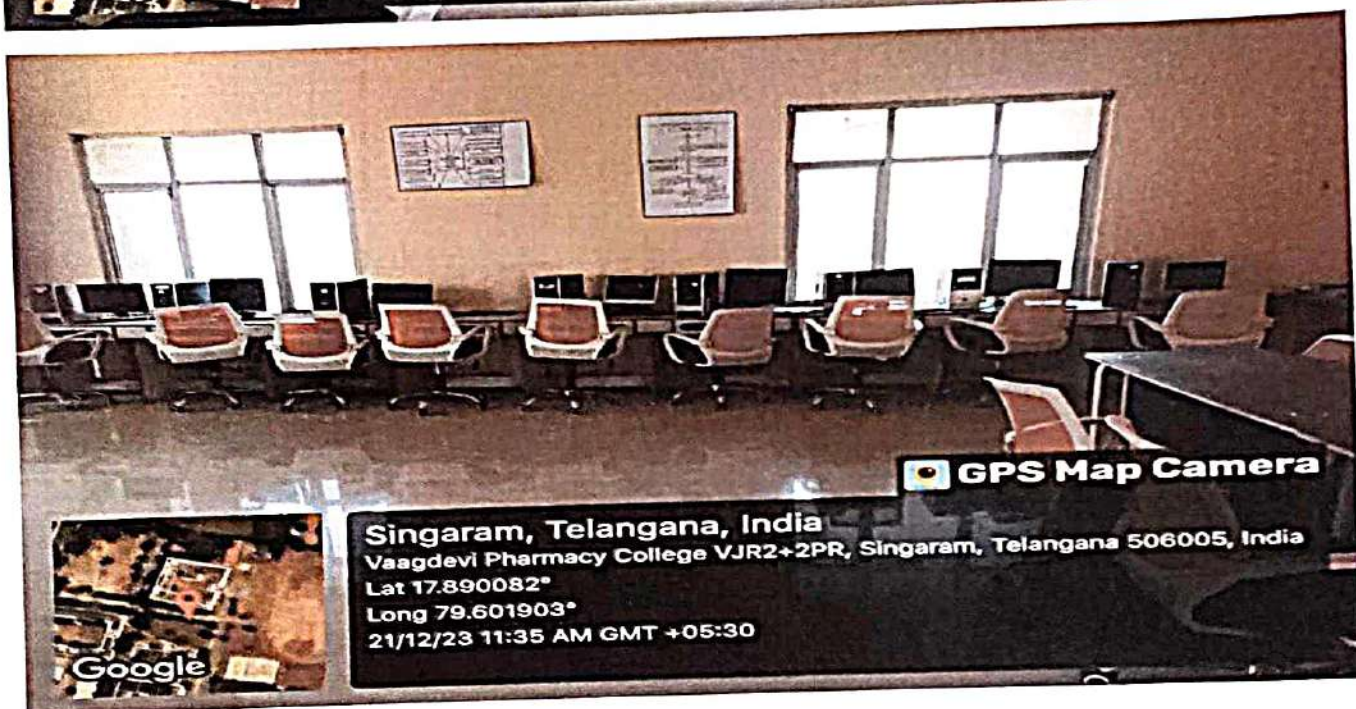 GPS Map Camera
Singaram, Telangana, India
Vaagdevi Pharmacy College VJR2+2PR, Singaram, Telangana 506005, India
Lat 17.890082°
Long 79.601903°
21/12/23 11:35 AM GMT +05:30
Google